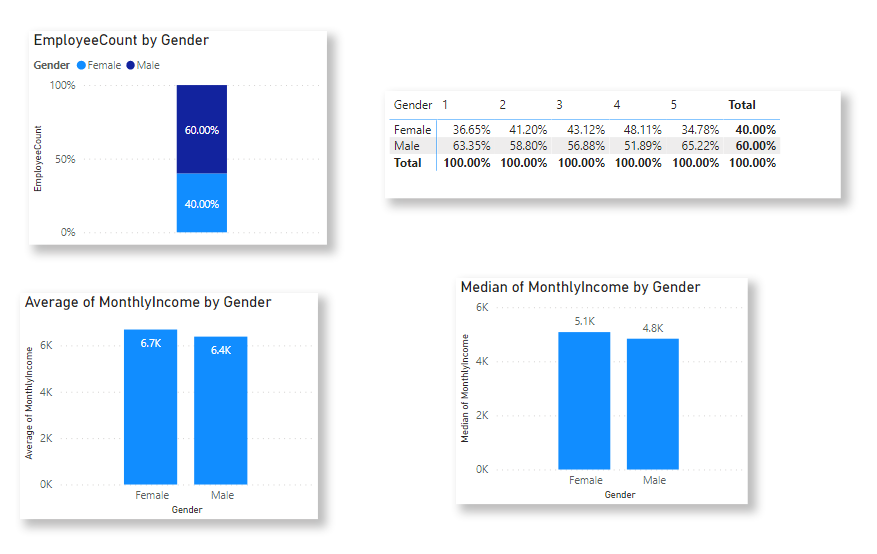 EmployeeCount by Gender
Gender Female Male
100%
50%
0%
EmployeeCount
60.00%
40.00%
Gender 1 2 3 4 5 Total
Female 36.65% 41.20% 43.12% 48.11% 34.78% 40.00%
Male 63.35% 58.80% 56.88% 51.89% 65.22% 60.00%
Total 100.00% 100.00% 100.00% 100.00% 100.00% 100.00%
Average of MonthlyIncome by Gender
6K
4K
2K
0K
Average of MonthlyIncome
6.7K 6.4K
Female Male
Gender
Median of MonthlyIncome by Gender
6K
4K
2K
0K
Median of MonthlyIncome
5.1K 4.8K
Female Male
Gender